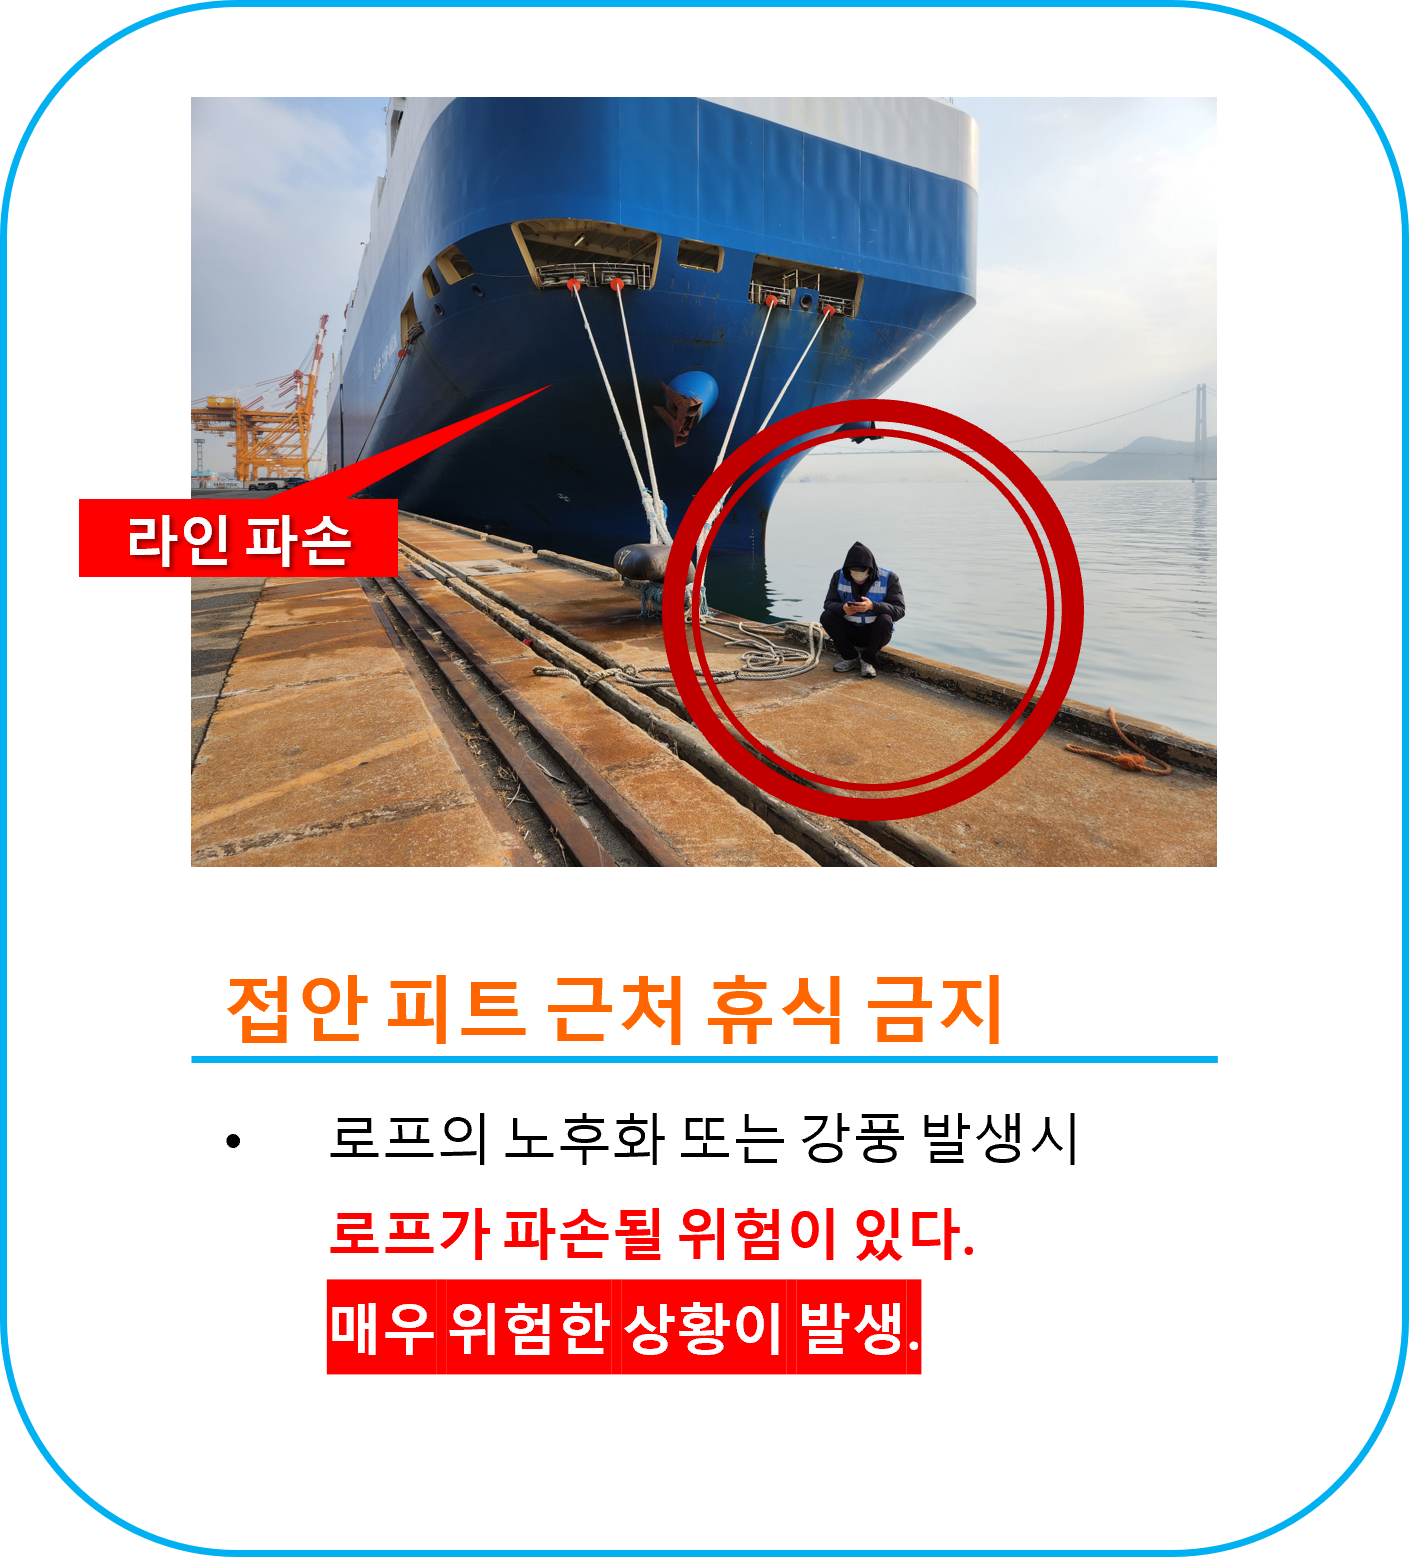 라인 파손
접안 피트 근처 휴식 금지
• 로프의 노후화 또는 강풍 발생시
로프가 파손될 위험이 있다.
매우 위험한 상황이 발생.